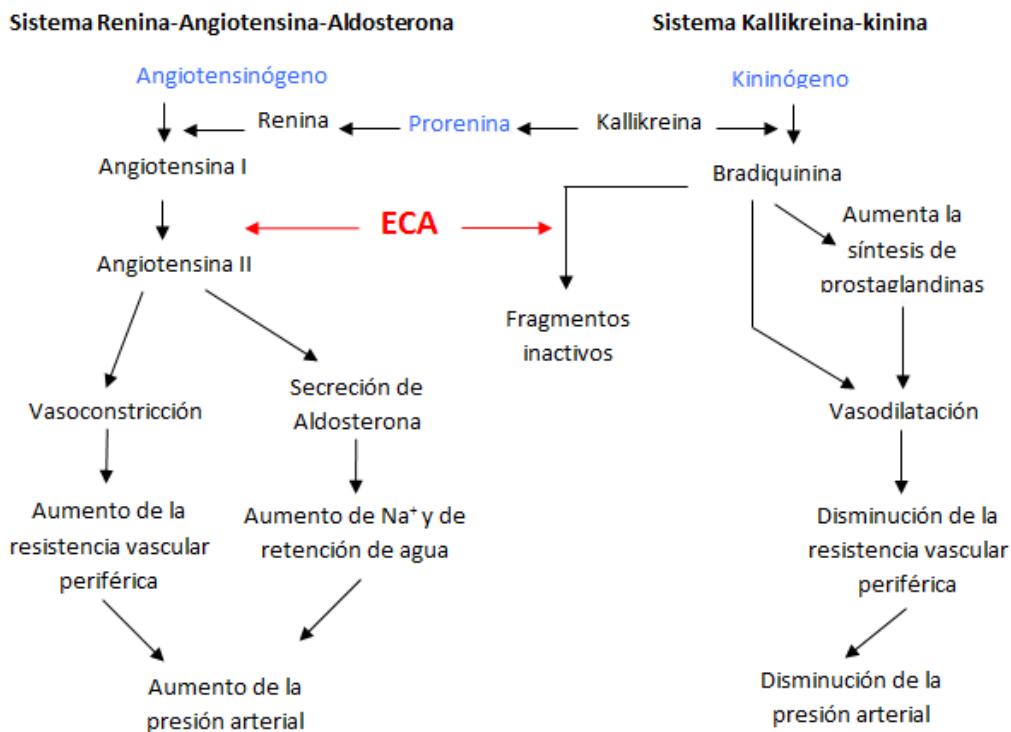 Sistema Renina-Angiotensina-Aldosterona
Sistema Kallikreina-kinina
Angiotensinógeno
Kininógeno
Renina
Prorenina
Kallikreina
Angiotensina I
Bradiquinina
ECA
Aumenta la
síntesis de
prostaglandinas
Angiotensina II
Fragmentos
inactivos
Vasoconstricción
Secreción de
Aldosterona
Vasodilatación
Aumento de la
resistencia vascular
periférica
Aumento de Na⁺ y de
retención de agua
Disminución de la
resistencia vascular
periférica
Aumento de la
presión arterial
Disminución de la
presión arterial